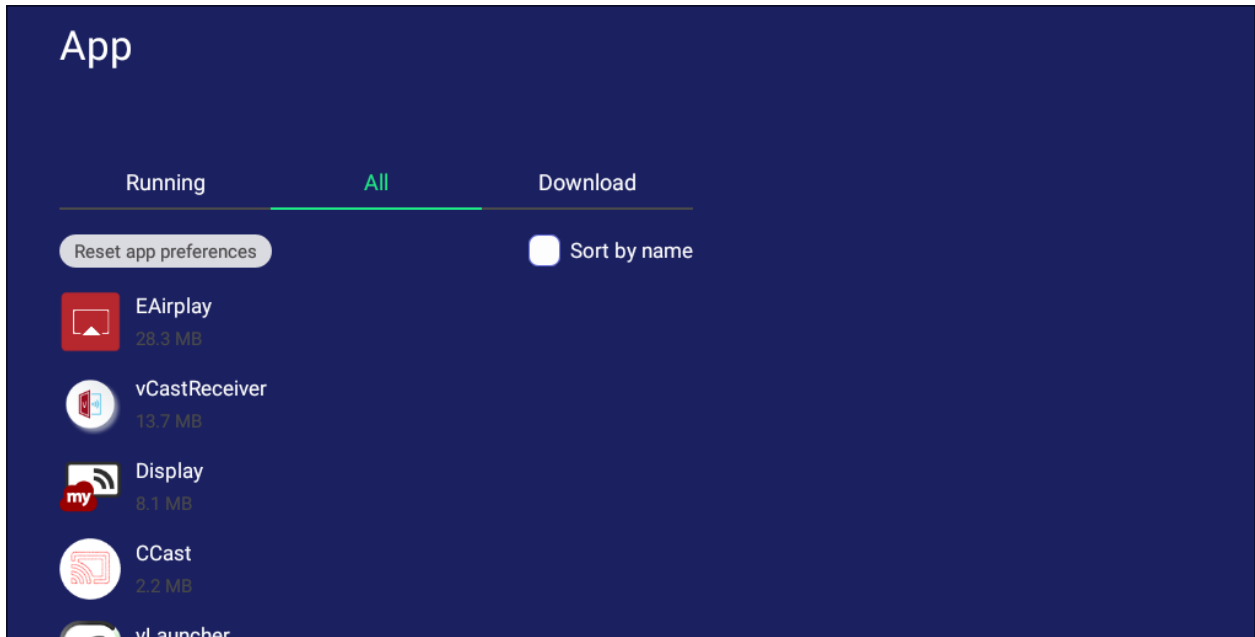 App
Running All Download
Reset app preferences Sort by name
EAirplay
28.3 MB
vCastReceiver
13.7 MB
my
Display
8.1 MB
CCast
2.2 MB
vLauncher